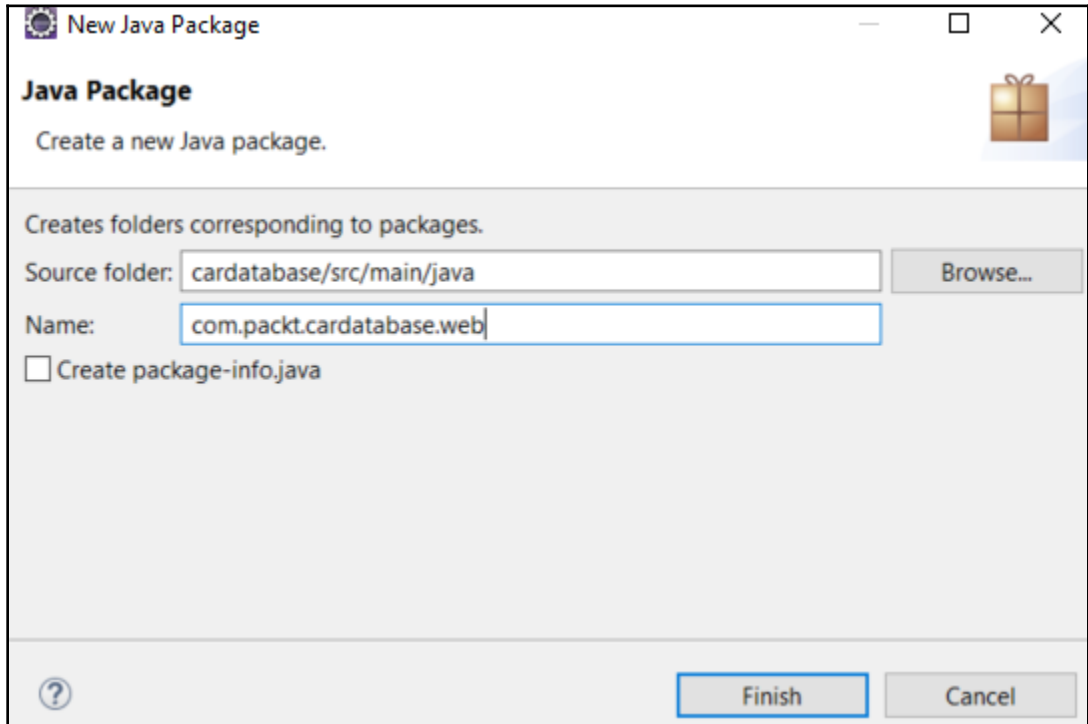 New Java Package
Java Package
Create a new Java package.
Creates folders corresponding to packages.
Source folder: cardatabase/src/main/java Browse...
Name: com.packt.cardatabase.web
Create package-info.java
? Finish Cancel